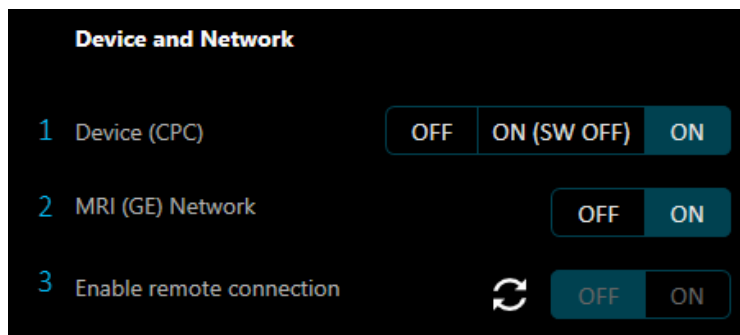 Device and Network
1 Device (CPC) OFF ON (SW OFF) ON
2 MRI (GE) Network OFF ON
3 Enable remote connection OFF ON